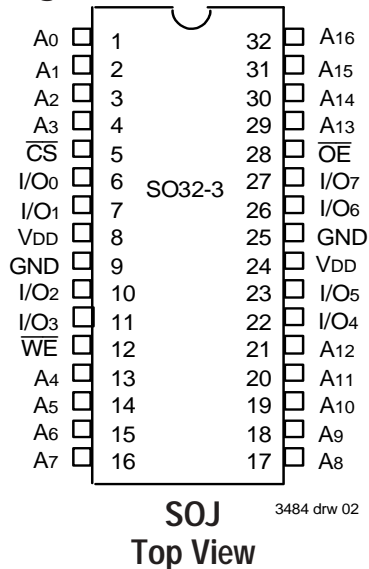 A0 1 32 A16
A1 2 31 A15
A2 3 30 A14
A3 4 29 A13
CS 5 28 OE
I/O0 6 SO32-3 27 I/O7
I/O1 7 26 I/O6
VDD 8 25 GND
GND 9 24 VDD
I/O2 10 23 I/O5
I/O3 11 22 I/O4
WE 12 21 A12
A4 13 20 A11
A5 14 19 A10
A6 15 18 A9
A7 16 17 A8
SOJ 3484 drw 02
Top View